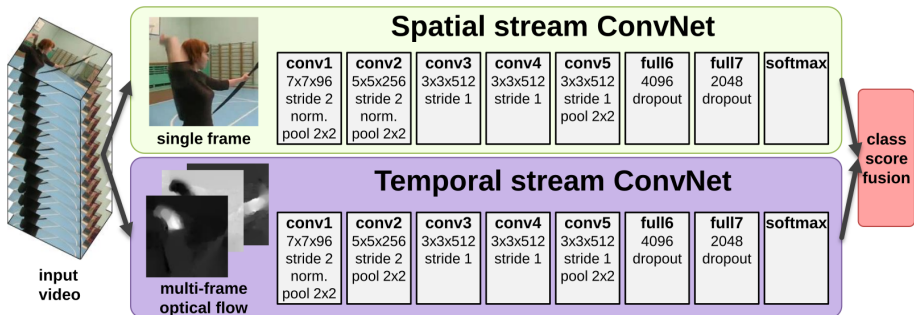 Spatial stream ConvNet
single frame
conv1
7x7x96
stride 2
norm.
pool 2x2
conv2
5x5x256
stride 2
norm.
pool 2x2
conv3
3x3x512
stride 1
conv4
3x3x512
stride 1
conv5
3x3x512
stride 1
pool 2x2
full6
4096
dropout
full7
2048
dropout
softmax
Temporal stream ConvNet
multi-frame
optical flow
conv1
7x7x96
stride 2
norm.
pool 2x2
conv2
5x5x256
stride 2
pool 2x2
conv3
3x3x512
stride 1
conv4
3x3x512
stride 1
conv5
3x3x512
stride 1
pool 2x2
full6
4096
dropout
full7
2048
dropout
softmax
input
video
class
score
fusion